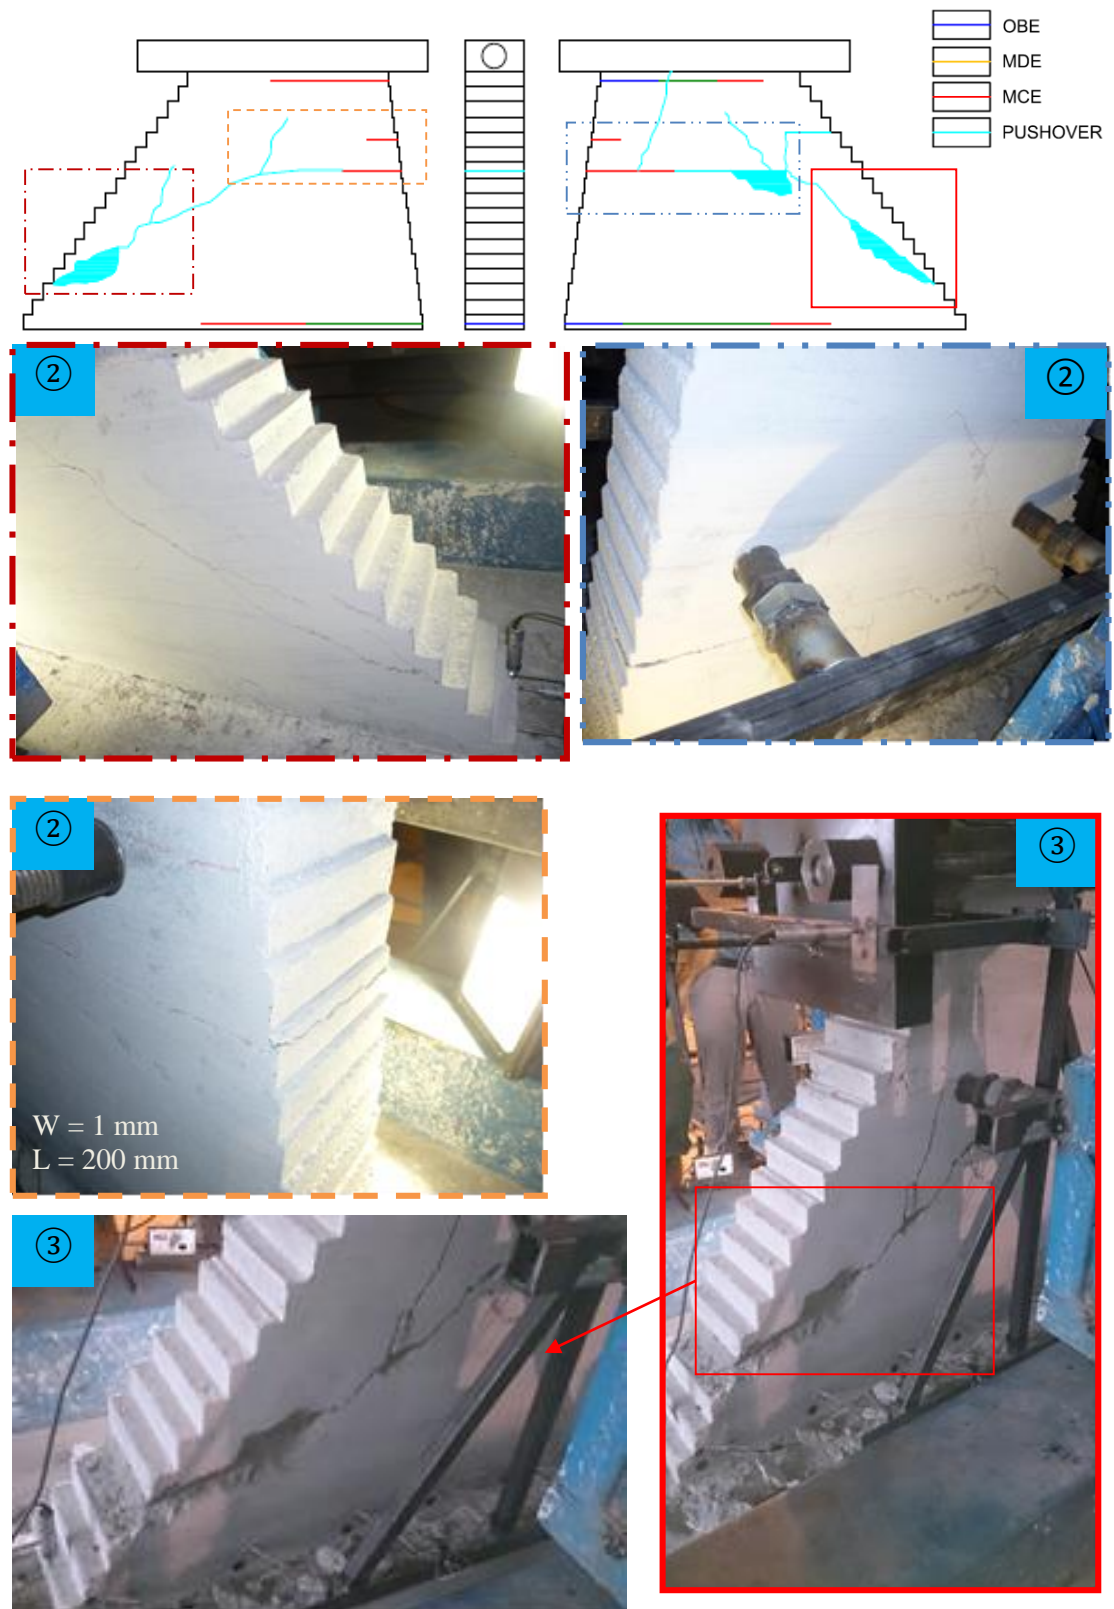 OBE
MDE
MCE
PUSHOVER
②
②
②
W = 1 mm
L = 200 mm
③
③